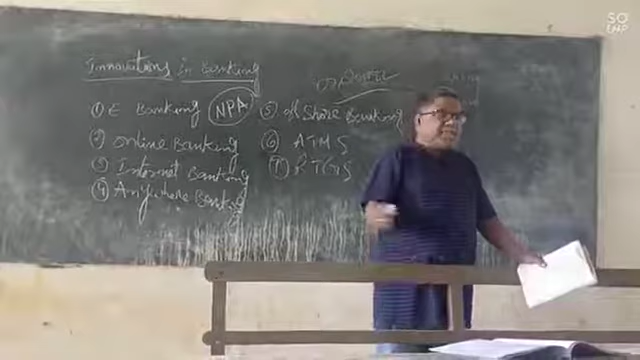 Innovations in Banking
① E Banking NPA
② Online Banking
③ Internet Banking
④ Anywhere Banking
⑤ off Shore Banking
⑥ ATMS
⑦ RTGS